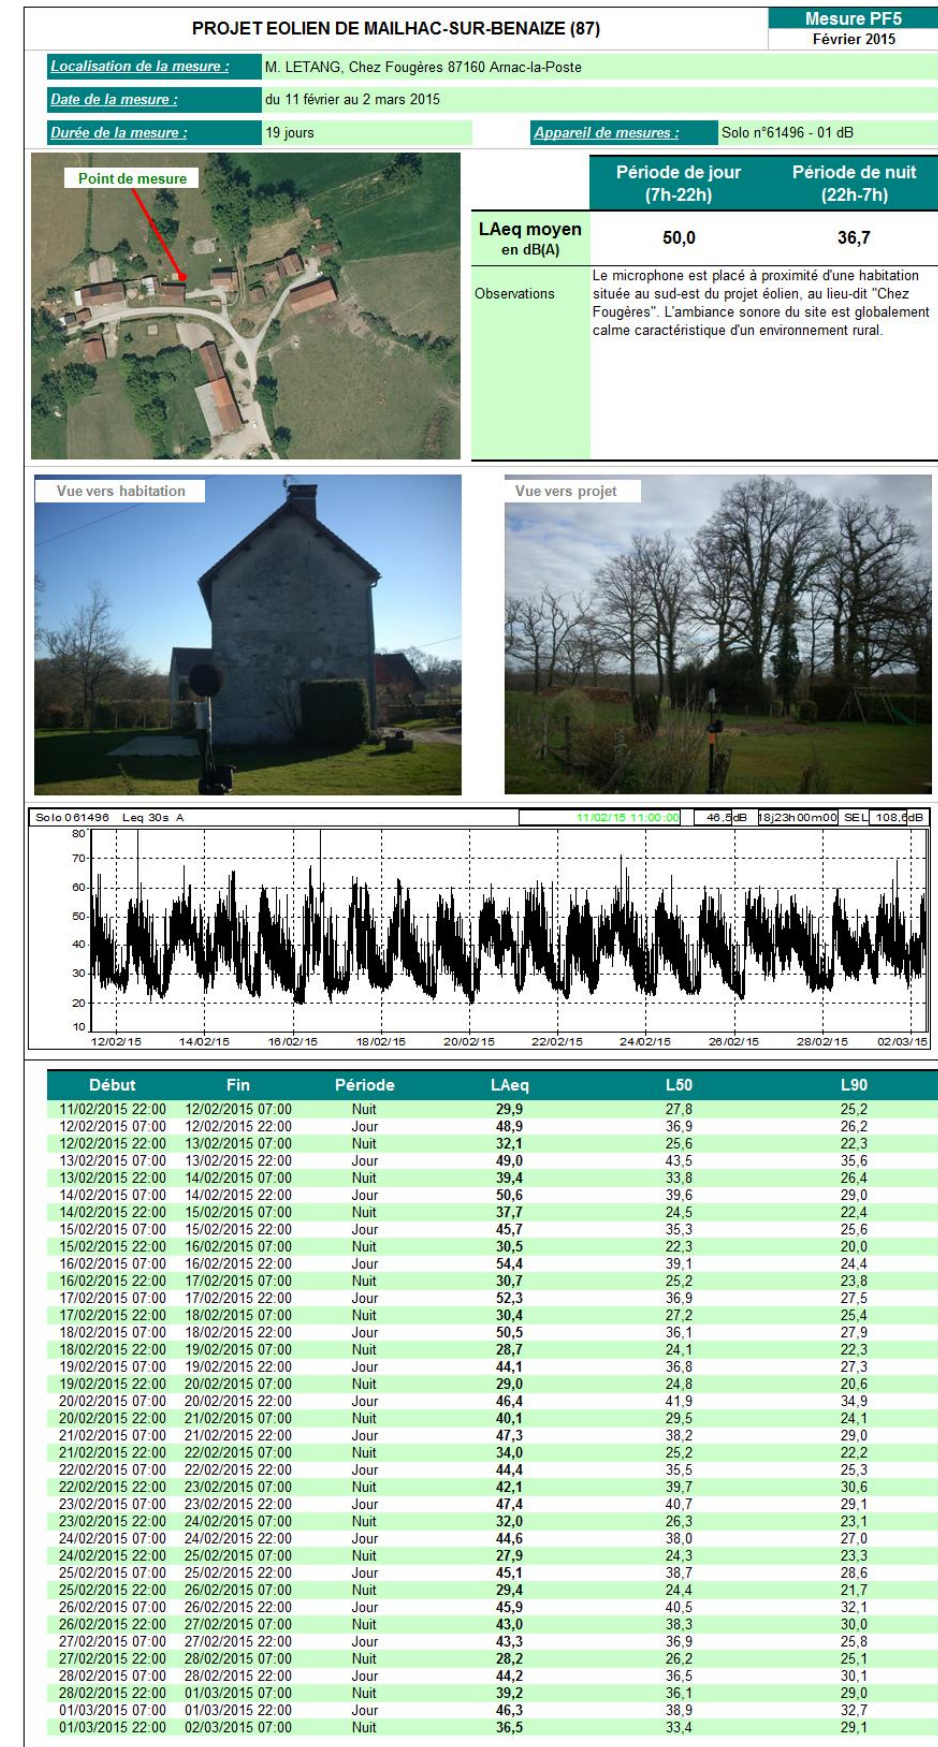 PROJET EOLIEN DE MAILHAC-SUR-BENAIZE (87)
Mesure PF5
Février 2015
Localisation de la mesure : M. LETANG, Chez Fougères 87160 Arnac-la-Poste
Date de la mesure : du 11 février au 2 mars 2015
Durée de la mesure : 19 jours Appareil de mesures : Solo n°61496 - 01 dB
Point de mesure
Période de jour (7h-22h) Période de nuit (22h-7h)
LAeq moyen en dB(A) 50,0 36,7
Observations
Le microphone est placé à proximité d'une habitation
située au sud-est du projet éolien, au lieu-dit "Chez
Fougères". L'ambiance sonore du site est globalement
calme caractéristique d'un environnement rural.
Vue vers habitation
Vue vers projet
Solo 061496 Leq 30s A 11/02/15 11:00:00 46,5dB 18j23h00m00 SEL 108,6dB
80
70
60
50
40
30
20
10
12/02/15 14/02/15 16/02/15 18/02/15 20/02/15 22/02/15 24/02/15 26/02/15 28/02/15 02/03/15
Début Fin Période LAeq L50 L90
11/02/2015 22:00 12/02/2015 07:00 Nuit 29,9 27,8 25,2
12/02/2015 07:00 12/02/2015 22:00 Jour 48,9 36,9 26,2
12/02/2015 22:00 13/02/2015 07:00 Nuit 32,1 25,6 22,3
13/02/2015 07:00 13/02/2015 22:00 Jour 49,0 43,5 35,6
13/02/2015 22:00 14/02/2015 07:00 Nuit 39,4 33,8 26,4
14/02/2015 07:00 14/02/2015 22:00 Jour 50,6 39,6 29,0
14/02/2015 22:00 15/02/2015 07:00 Nuit 37,7 24,5 22,4
15/02/2015 07:00 15/02/2015 22:00 Jour 45,7 35,3 25,6
15/02/2015 22:00 16/02/2015 07:00 Nuit 30,5 22,3 20,0
16/02/2015 07:00 16/02/2015 22:00 Jour 54,4 39,1 24,4
16/02/2015 22:00 17/02/2015 07:00 Nuit 30,7 25,2 23,8
17/02/2015 07:00 17/02/2015 22:00 Jour 52,3 36,9 27,5
17/02/2015 22:00 18/02/2015 07:00 Nuit 30,4 27,2 25,4
18/02/2015 07:00 18/02/2015 22:00 Jour 50,5 36,1 27,9
18/02/2015 22:00 19/02/2015 07:00 Nuit 28,7 24,1 22,3
19/02/2015 07:00 19/02/2015 22:00 Jour 44,1 36,8 27,3
19/02/2015 22:00 20/02/2015 07:00 Nuit 29,0 24,8 20,6
20/02/2015 07:00 20/02/2015 22:00 Jour 46,4 41,9 34,9
20/02/2015 22:00 21/02/2015 07:00 Nuit 40,1 29,5 24,1
21/02/2015 07:00 21/02/2015 22:00 Jour 47,3 38,2 29,0
21/02/2015 22:00 22/02/2015 07:00 Nuit 34,0 25,2 22,2
22/02/2015 07:00 22/02/2015 22:00 Jour 44,4 35,5 25,3
22/02/2015 22:00 23/02/2015 07:00 Nuit 42,1 39,7 30,6
23/02/2015 07:00 23/02/2015 22:00 Jour 47,4 40,7 29,1
23/02/2015 22:00 24/02/2015 07:00 Nuit 32,0 26,3 23,1
24/02/2015 07:00 24/02/2015 22:00 Jour 44,6 38,0 27,0
24/02/2015 22:00 25/02/2015 07:00 Nuit 27,9 24,3 23,3
25/02/2015 07:00 25/02/2015 22:00 Jour 45,1 38,7 28,6
25/02/2015 22:00 26/02/2015 07:00 Nuit 29,4 24,4 21,7
26/02/2015 07:00 26/02/2015 22:00 Jour 45,9 40,5 32,1
26/02/2015 22:00 27/02/2015 07:00 Nuit 43,0 38,3 30,0
27/02/2015 07:00 27/02/2015 22:00 Jour 43,3 36,9 25,8
27/02/2015 22:00 28/02/2015 07:00 Nuit 28,2 26,2 25,1
28/02/2015 07:00 28/02/2015 22:00 Jour 44,2 36,5 30,1
28/02/2015 22:00 01/03/2015 07:00 Nuit 39,2 36,1 29,0
01/03/2015 07:00 01/03/2015 22:00 Jour 46,3 38,9 32,7
01/03/2015 22:00 02/03/2015 07:00 Nuit 36,5 33,4 29,1